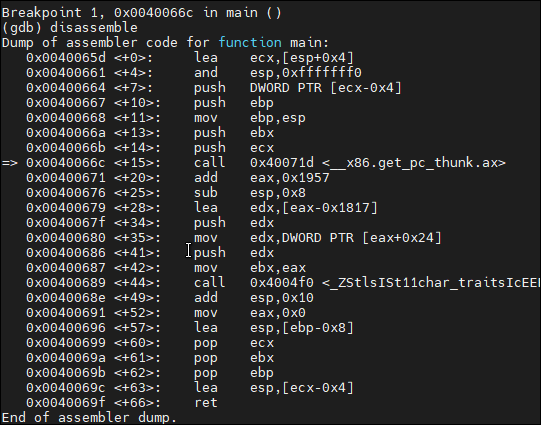 Breakpoint 1, 0x0040066c in main ()
(gdb) disassemble
Dump of assembler code for function main:
0x0040065d <+0>: lea ecx,[esp+0x4]
0x00400661 <+4>: and esp,0xfffffff0
0x00400664 <+7>: push DWORD PTR [ecx-0x4]
0x00400667 <+10>: push ebp
0x00400668 <+11>: mov ebp,esp
0x0040066a <+13>: push ebx
0x0040066b <+14>: push ecx
=> 0x0040066c <+15>: call 0x40071d <__x86.get_pc_thunk.ax>
0x00400671 <+20>: add eax,0x1957
0x00400676 <+25>: sub esp,0x8
0x00400679 <+28>: lea edx,[eax-0x1817]
0x0040067f <+34>: push edx
0x00400680 <+35>: mov edx,DWORD PTR [eax+0x24]
0x00400686 <+41>: push edx
0x00400687 <+42>: mov ebx,eax
0x00400689 <+44>: call 0x4004f0 <_ZStlsISt11char_traitsIcEE
0x0040068e <+49>: add esp,0x10
0x00400691 <+52>: mov eax,0x0
0x00400696 <+57>: lea esp,[ebp-0x8]
0x00400699 <+60>: pop ecx
0x0040069a <+61>: pop ebx
0x0040069b <+62>: pop ebp
0x0040069c <+63>: lea esp,[ecx-0x4]
0x0040069f <+66>: ret
End of assembler dump.